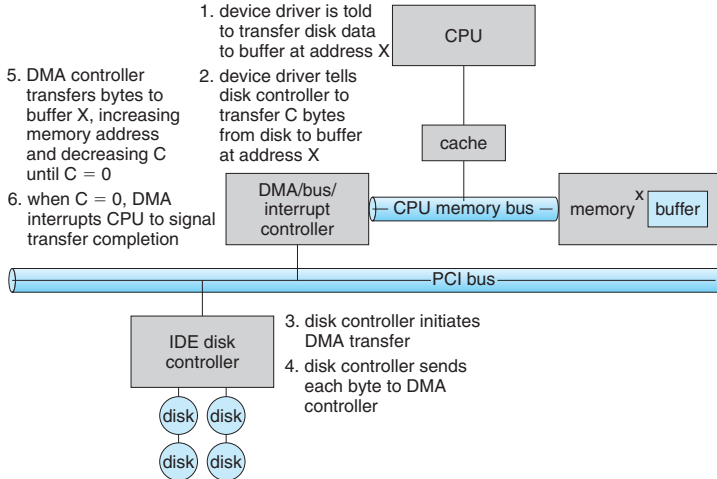 1. device driver is told
to transfer disk data
to buffer at address X
CPU
5. DMA controller
transfers bytes to
buffer X, increasing
memory address
and decreasing C
until C = 0
2. device driver tells
disk controller to
transfer C bytes
from disk to buffer
at address X
cache
6. when C = 0, DMA
interrupts CPU to signal
transfer completion
DMA/bus/
interrupt
controller
CPU memory bus
memory
x
buffer
PCI bus
IDE disk
controller
3. disk controller initiates
DMA transfer
4. disk controller sends
each byte to DMA
controller
disk
disk
disk
disk